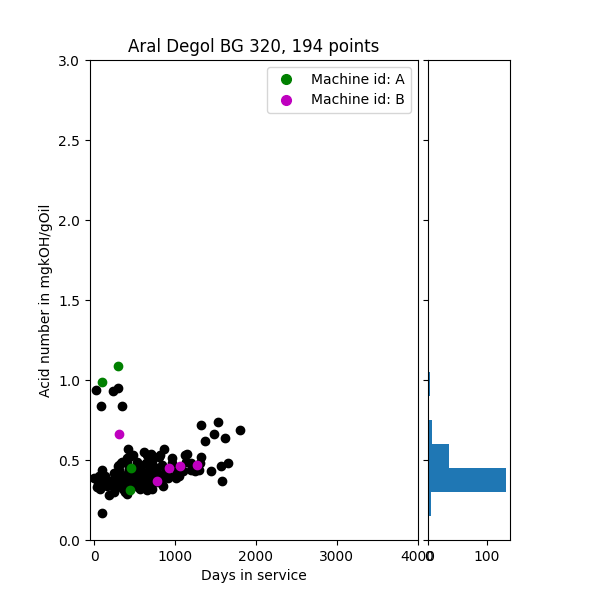 Aral Degol BG 320, 194 points
Machine id: A
Machine id: B
Acid number in mgkOH/gOil
3.0
2.5
2.0
1.5
1.0
0.5
0.0
0 1000 2000 3000 4000
0 100
Days in service